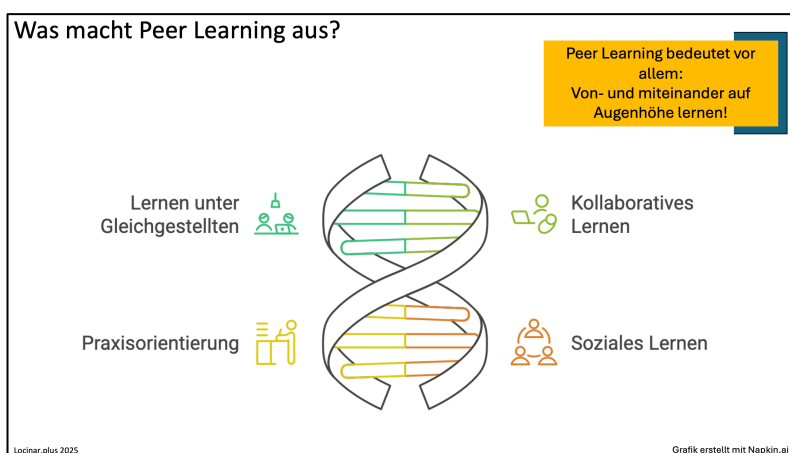 Was macht Peer Learning aus?
Peer Learning bedeutet vor
allem:
Von- und miteinander auf
Augenhöhe lernen!
Lernen unter
Gleichgestellten
Kollaboratives
Lernen
Praxisorientierung
Soziales Lernen
Locinar.plus 2025
Grafik erstellt mit Napkin.ai